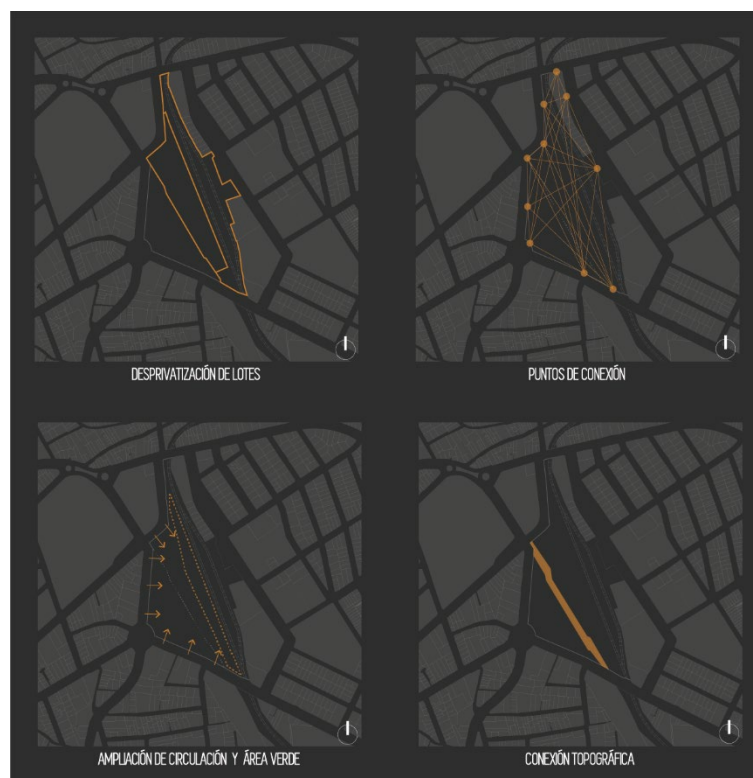 DESPRIVATIZACIÓN DE LOTES
PUNTOS DE CONEXIÓN
AMPLIACIÓN DE CIRCULACIÓN Y ÁREA VERDE
CONEXIÓN TOPOGRÁFICA